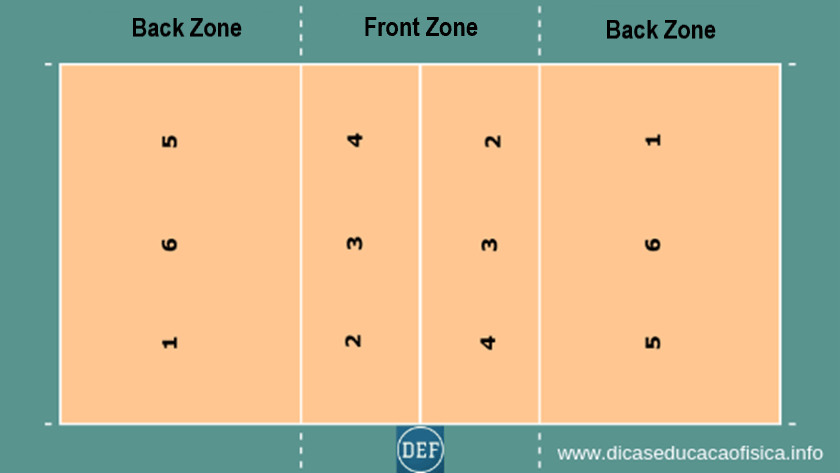 Back Zone Front Zone Back Zone
5 4 2 1
6 3 3 6
1 2 4 5
DEF
www.dicaseducacaofisica.info